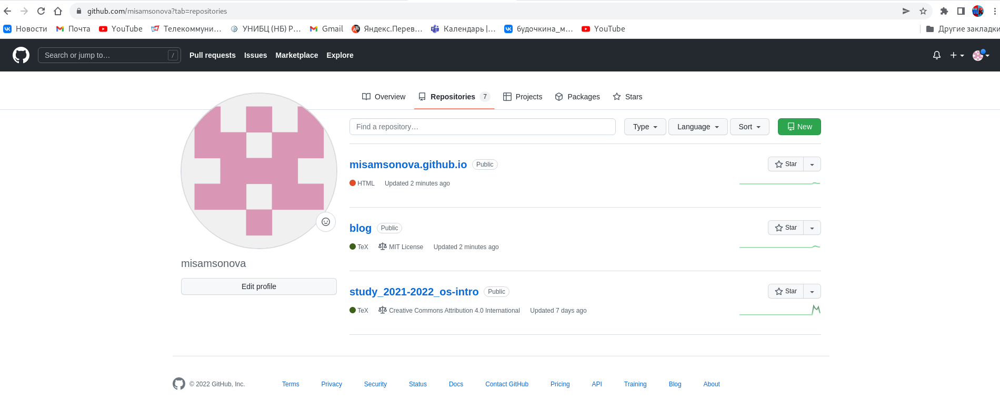 github.com/misamsonova?tab=repositories
Новости Почта YouTube Телекоммуни... УНИБЦ (НБ) Р... Gmail Яндекс.Перев... Календарь |... будочкина_м... YouTube Другие закладки
Search or jump to... / Pull requests Issues Marketplace Explore
Overview Repositories 7 Projects Packages Stars
Find a repository... Type Language Sort New
misamsonova.github.io Public Star
HTML Updated 2 minutes ago
blog Public Star
TeX MIT License Updated 2 minutes ago
misamsonova
Edit profile
study_2021-2022_os-intro Public Star
TeX Creative Commons Attribution 4.0 International Updated 7 days ago
© 2022 GitHub, Inc. Terms Privacy Security Status Docs Contact GitHub Pricing API Training Blog About